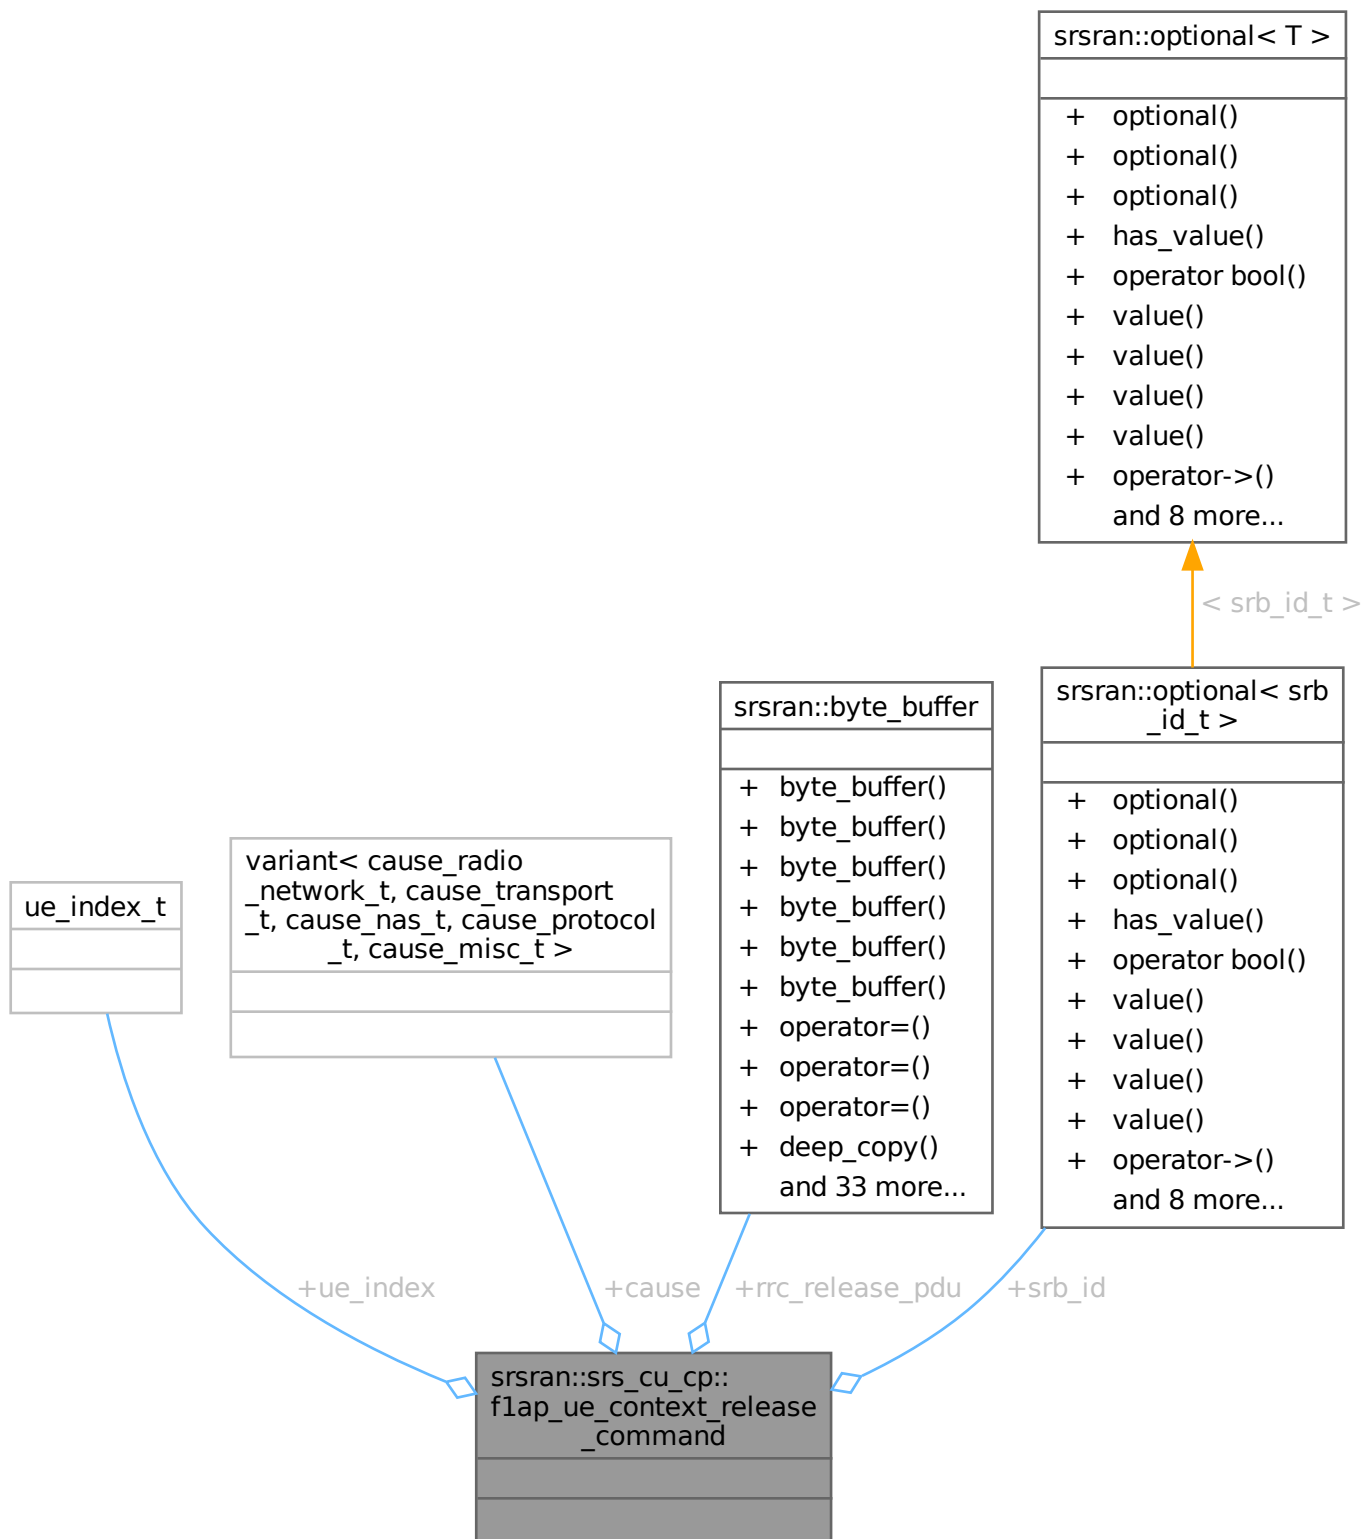 srsran::optional< T >
+ optional()
+ optional()
+ optional()
+ has_value()
+ operator bool()
+ value()
+ value()
+ value()
+ value()
+ operator->()
and 8 more...
< srb_id_t >
srsran::optional< srb
_id_t >
+ optional()
+ optional()
+ optional()
+ has_value()
+ operator bool()
+ value()
+ value()
+ value()
+ value()
+ operator->()
and 8 more...
srsran::byte_buffer
+ byte_buffer()
+ byte_buffer()
+ byte_buffer()
+ byte_buffer()
+ byte_buffer()
+ byte_buffer()
+ operator=()
+ operator=()
+ operator=()
+ deep_copy()
and 33 more...
variant< cause_radio
_network_t, cause_transport
_t, cause_nas_t, cause_protocol
_t, cause_misc_t >
ue_index_t
+ue_index
+cause
+rrc_release_pdu
+srb_id
srsran::srs_cu_cp::
f1ap_ue_context_release
_command